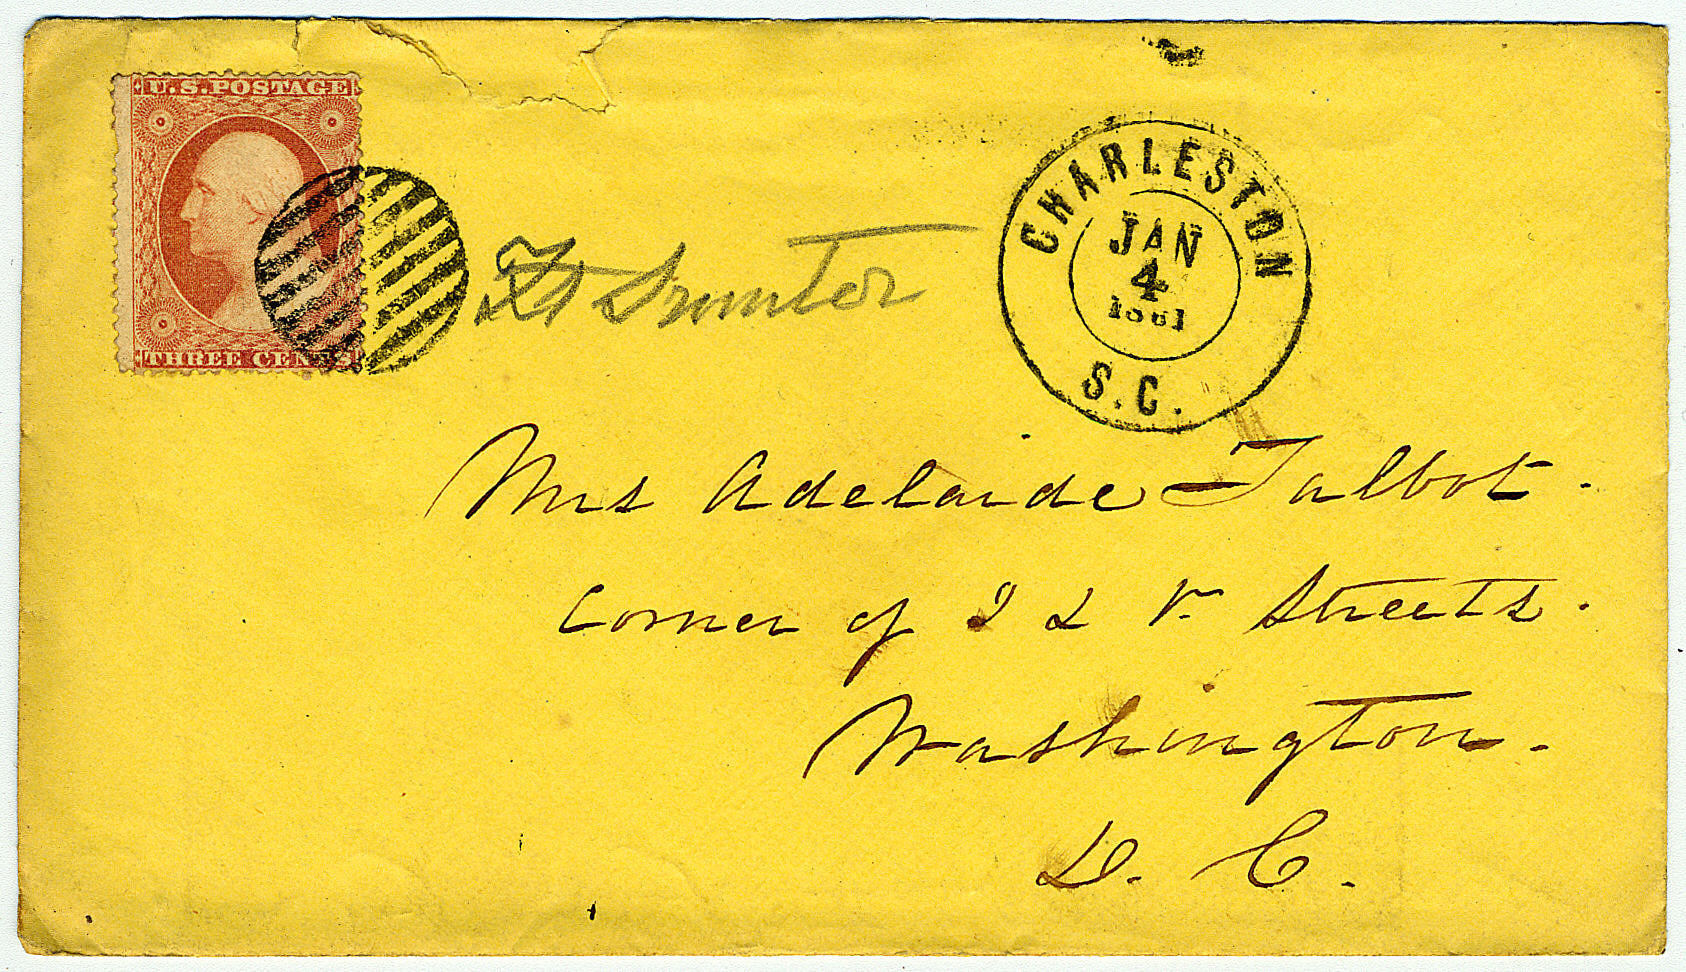 U.S.POSTAGE
THREE CENTS
Ft Sumter
CHARLESTON
JAN
4
1861
S.C.
Mrs Adelaide Talbot.
Corner of I & V. Streets.
Washington.
D. C.